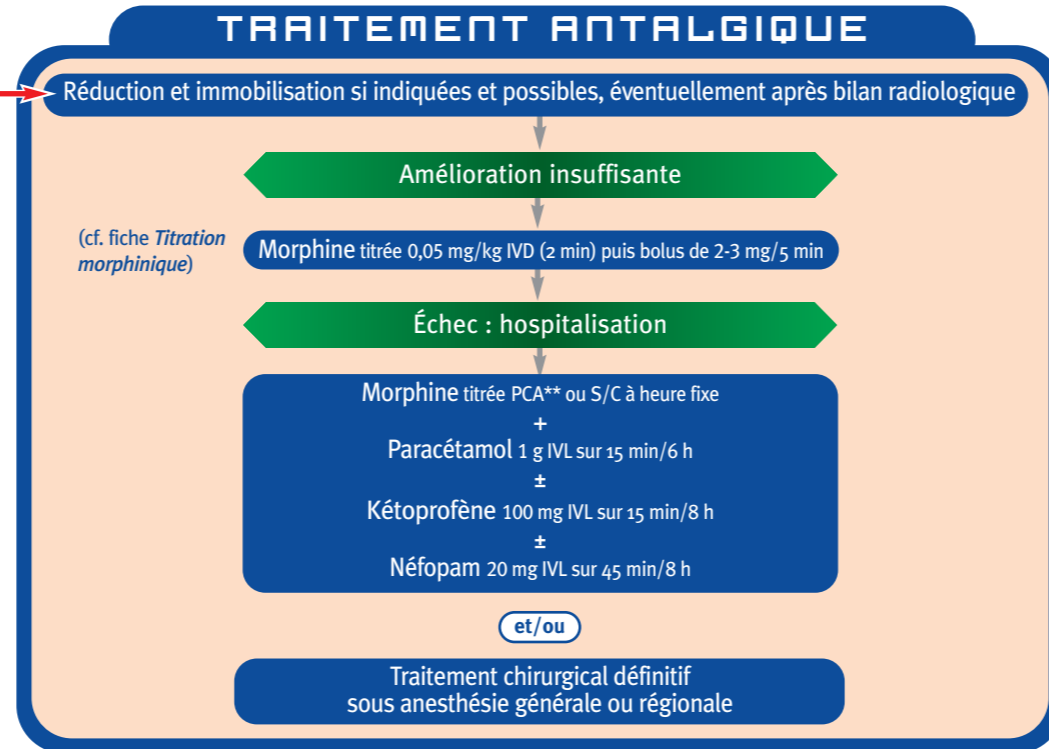 TRAITEMENT ANTALGIQUE
Réduction et immobilisation si indiquées et possibles, éventuellement après bilan radiologique
Amélioration insuffisante
(cf. fiche Titration
morphinique)
Morphine titrée 0,05 mg/kg IVD (2 min) puis bolus de 2-3 mg/5 min
Échec : hospitalisation
Morphine titrée PCA** ou S/C à heure fixe
+
Paracétamol 1 g IVL sur 15 min/6 h
±
Kétoprofène 100 mg IVL sur 15 min/8 h
±
Néfopam 20 mg IVL sur 45 min/8 h
et/ou
Traitement chirurgical définitif
sous anesthésie générale ou régionale